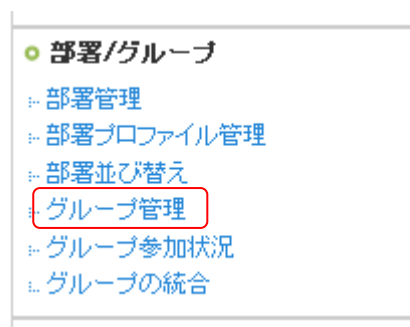 部署/グループ
部署管理
部署プロファイル管理
部署並び替え
グループ管理
グループ参加状況
グループの統合